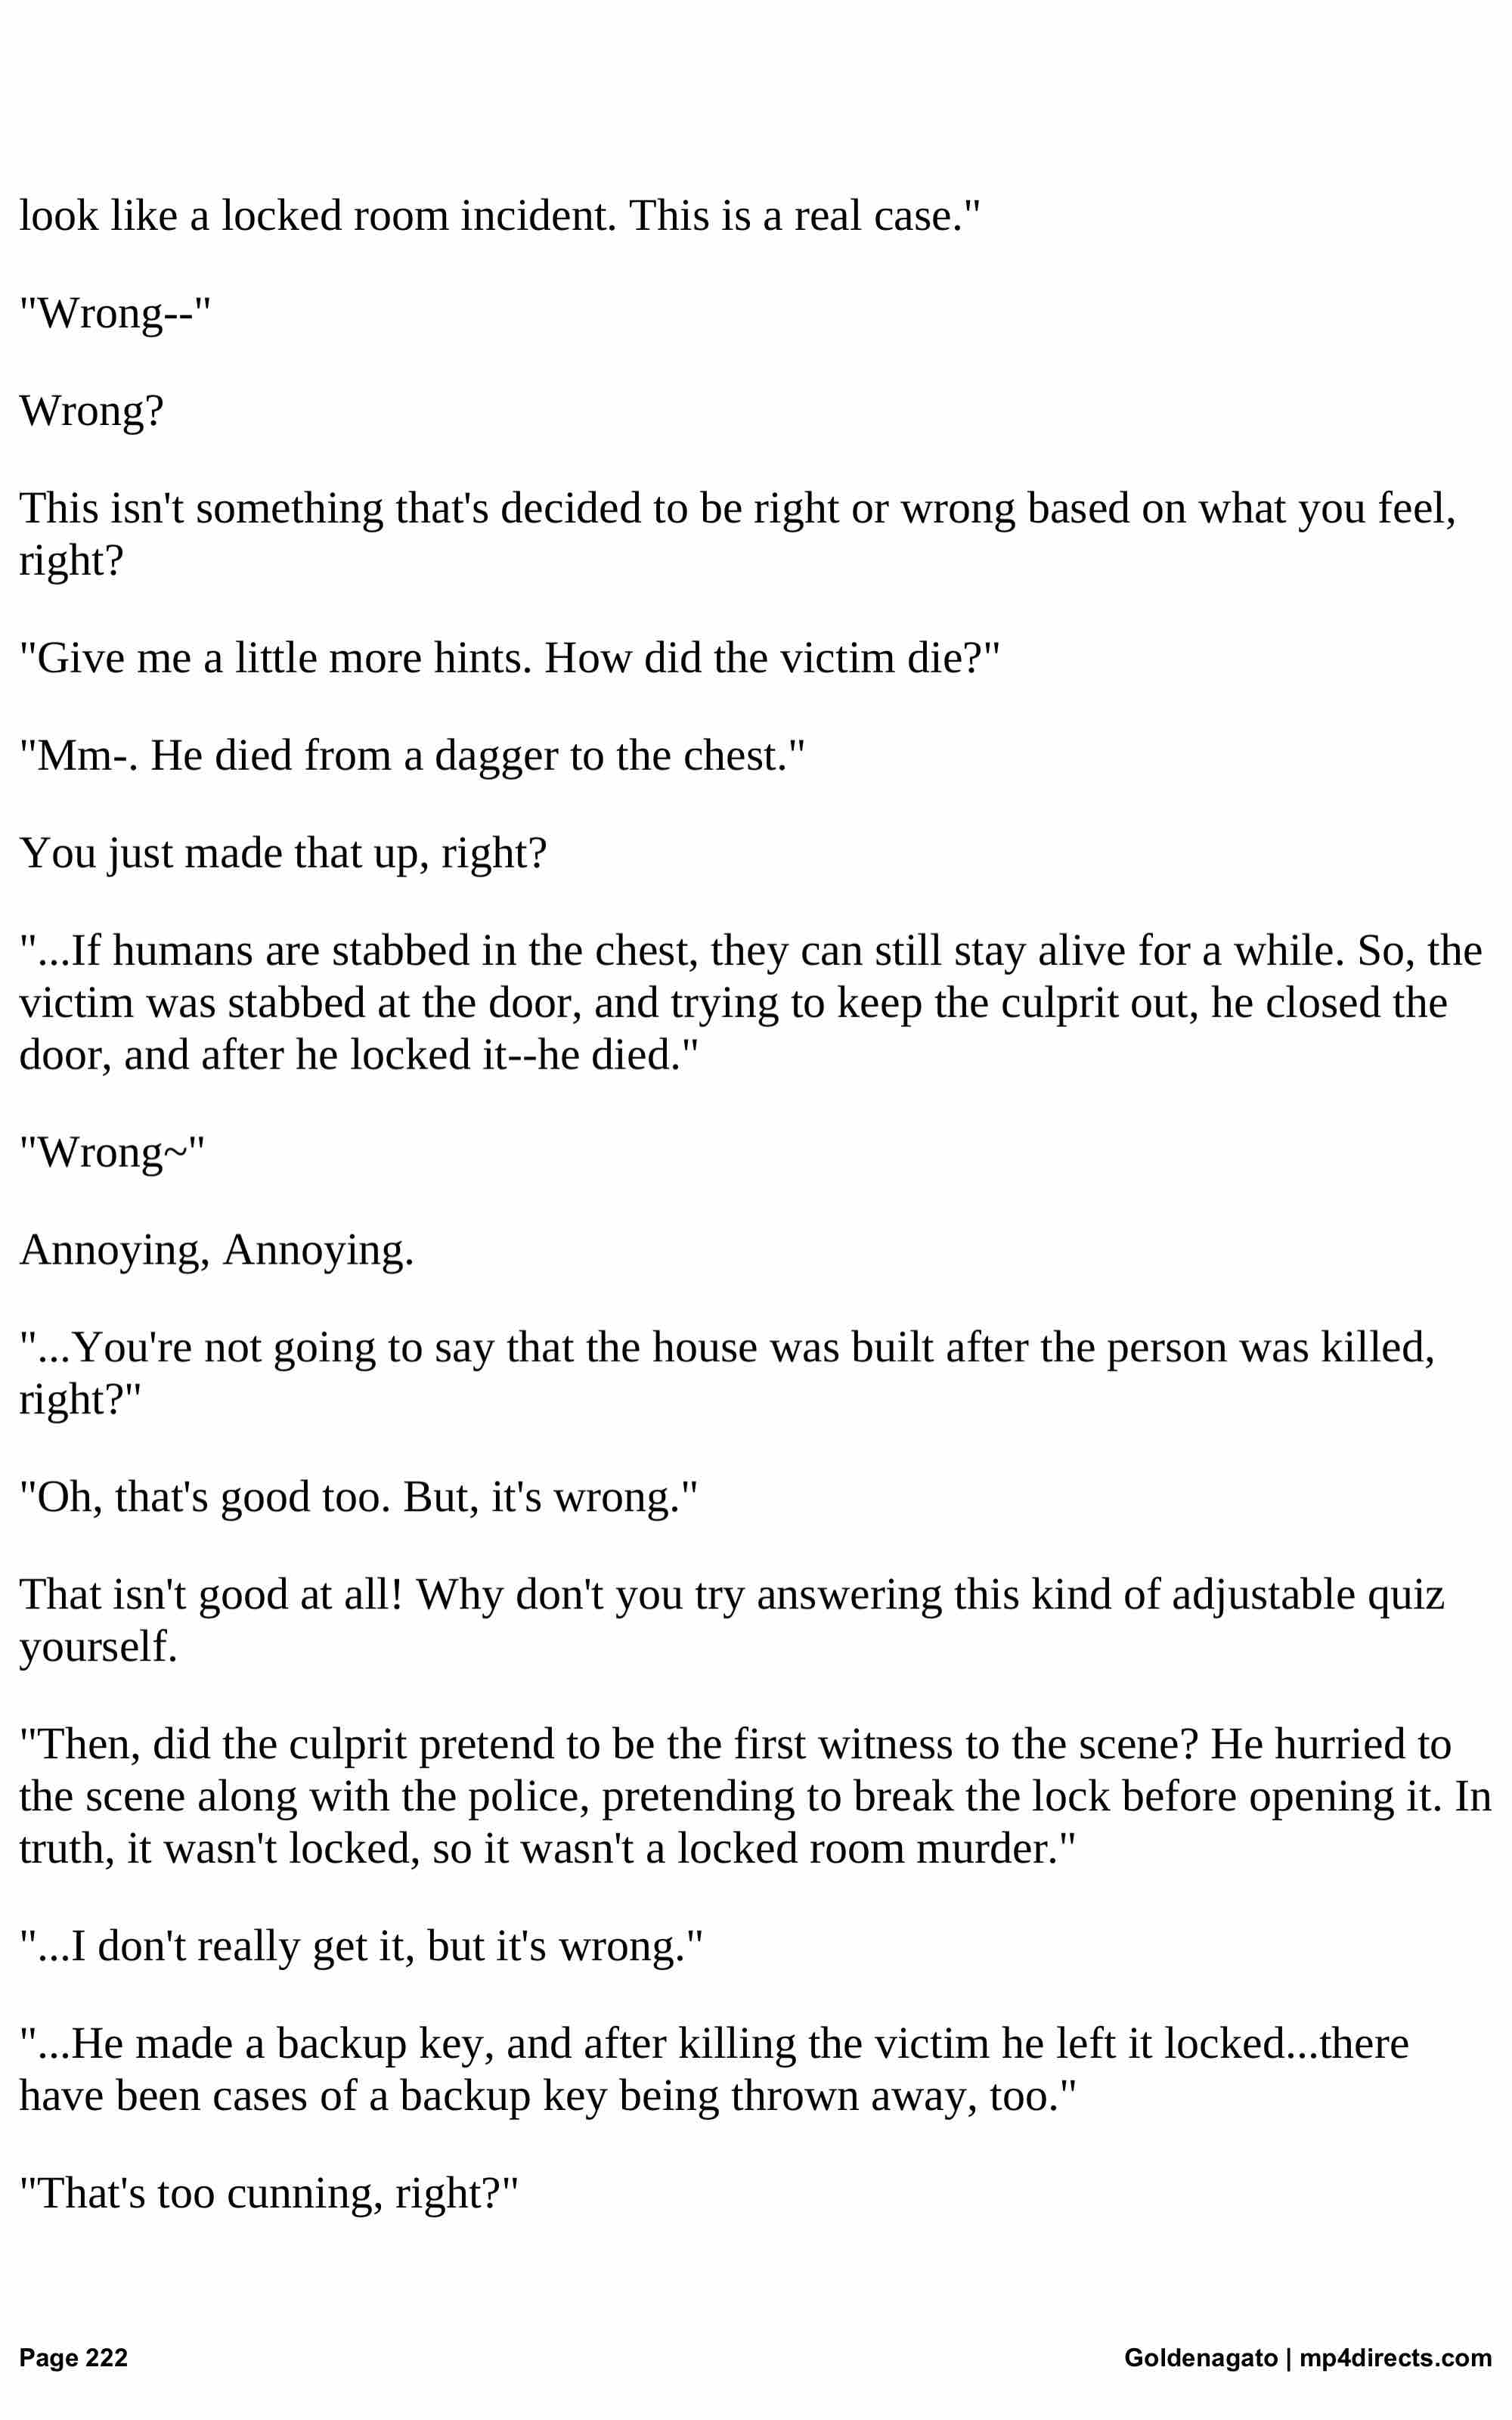 look like a locked room incident. This is a real case."
"Wrong--"
Wrong?
This isn't something that's decided to be right or wrong based on what you feel,
right?
"Give me a little more hints. How did the victim die?"
"Mm-. He died from a dagger to the chest."
You just made that up, right?
"...If humans are stabbed in the chest, they can still stay alive for a while. So, the
victim was stabbed at the door, and trying to keep the culprit out, he closed the
door, and after he locked it--he died."
"Wrong~"
Annoying, Annoying.
"...You're not going to say that the house was built after the person was killed,
right?"
"Oh, that's good too. But, it's wrong."
That isn't good at all! Why don't you try answering this kind of adjustable quiz
yourself.
"Then, did the culprit pretend to be the first witness to the scene? He hurried to
the scene along with the police, pretending to break the lock before opening it. In
truth, it wasn't locked, so it wasn't a locked room murder."
"...I don't really get it, but it's wrong."
"...He made a backup key, and after killing the victim he left it locked...there
have been cases of a backup key being thrown away, too."
"That's too cunning, right?"
Page 222
Goldenagato | mp4directs.com